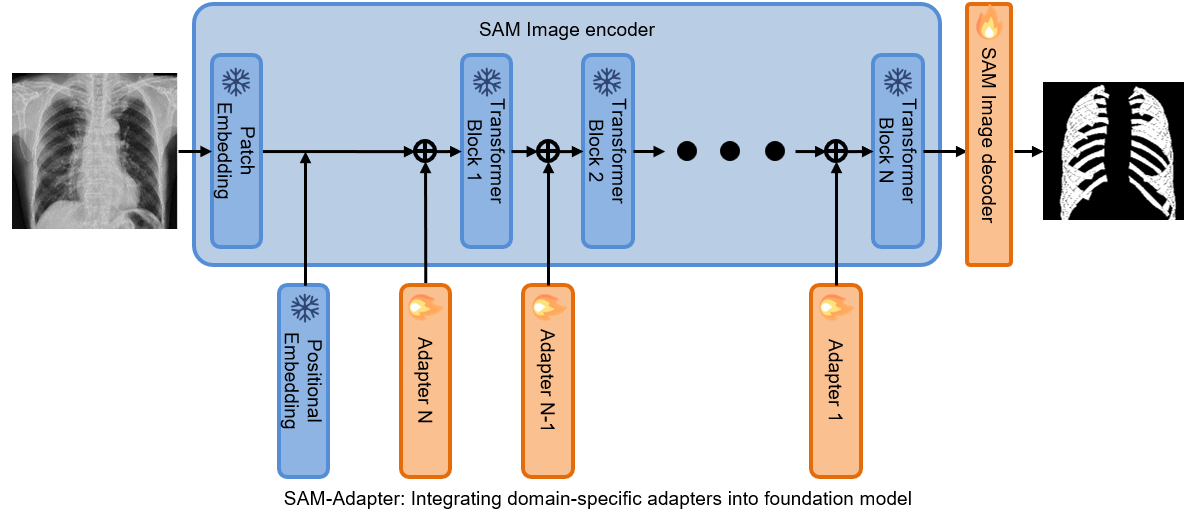 SAM Image encoder
Patch
Embedding
Transformer
Block 1
Transformer
Block 2
Transformer
Block N
SAM Image decoder
Positional
Embedding
Adapter N
Adapter N-1
Adapter 1
SAM-Adapter: Integrating domain-specific adapters into foundation model